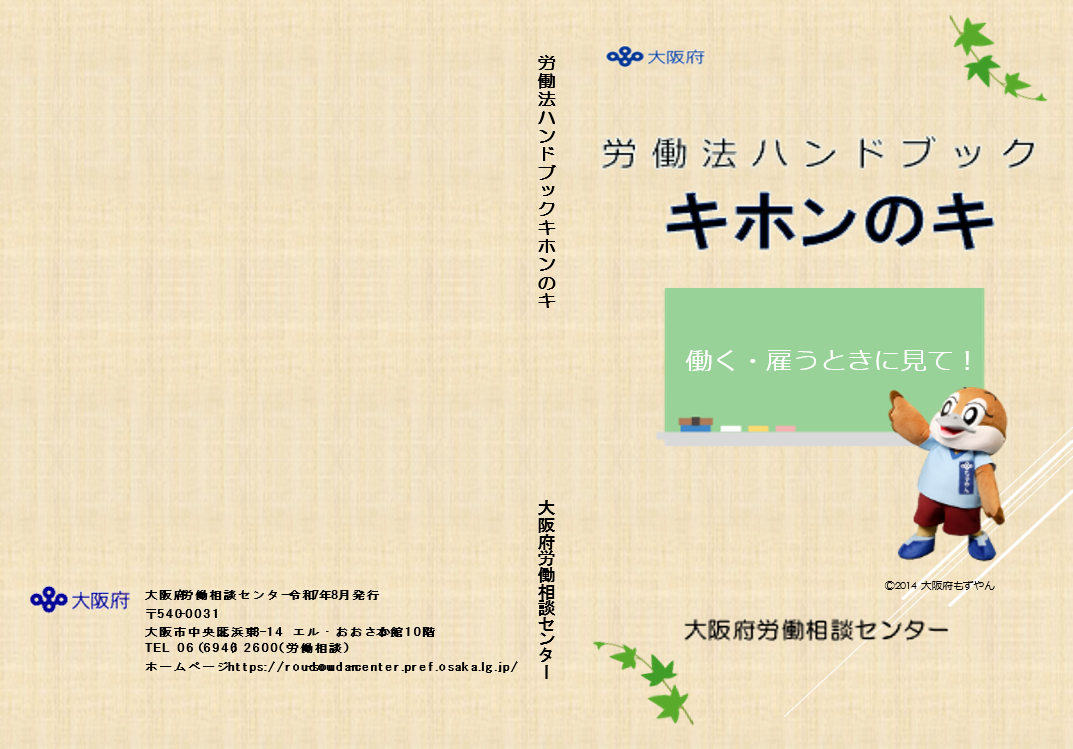 大阪府
労働法ハンドブック
キホンのキ
働く・雇うときに見て！
もずやん
©2014 大阪府もずやん
大阪府労働相談センター
労働法ハンドブックキホンのキ
大阪府労働相談センター
大阪府
大阪府労働相談センター 令和7年8月発行
〒540-0031
大阪市中央区北浜東3-14 エル・おおさか本館10階
TEL 06(6946)2600(労働相談)
ホームページ https://roudousoudan-center.pref.osaka.lg.jp/